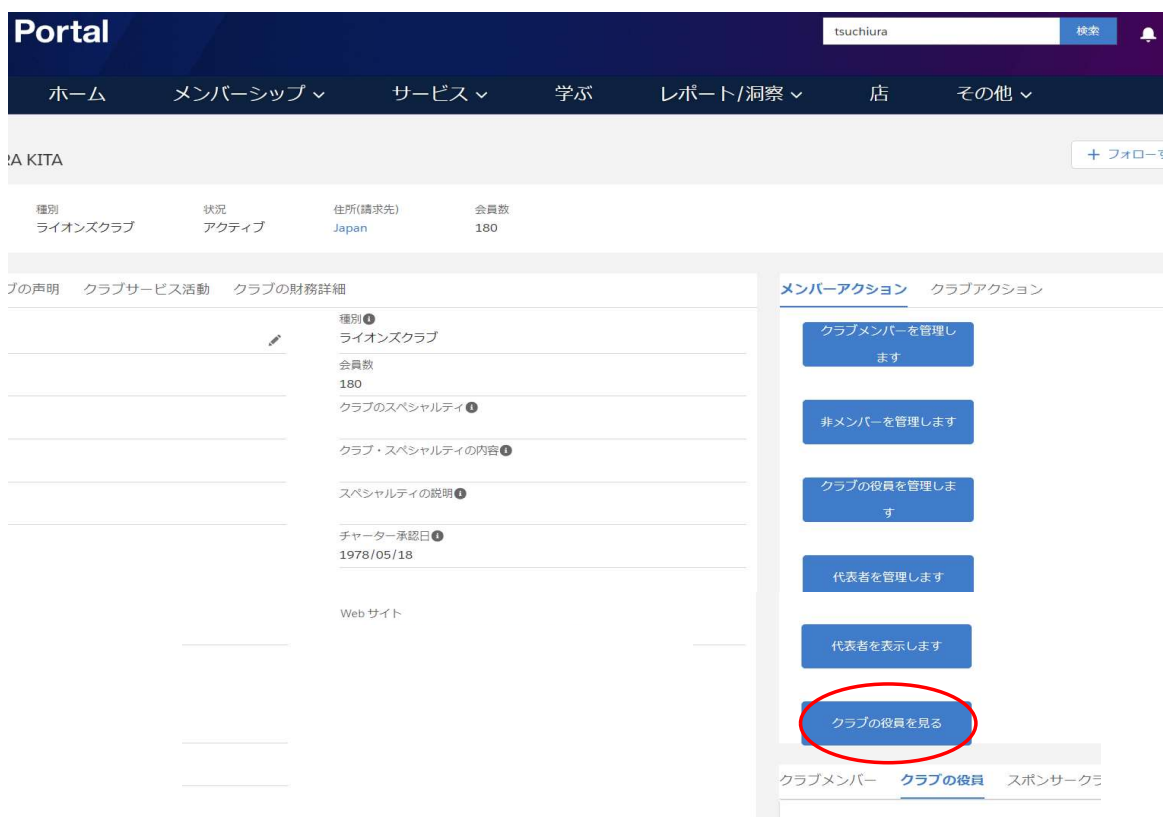 Portal
tsuchiura 検索
ホーム メンバーシップ サービス 学ぶ レポート/洞察 店 その他
RA KITA
+ フォローす
種別 状況 住所(請求先) 会員数
ライオンズクラブ アクティブ Japan 180
ブの声明 クラブサービス活動 クラブの財務詳細
種別
ライオンズクラブ
会員数
180
クラブのスペシャルティ
クラブ・スペシャルティの内容
スペシャルティの説明
チャーター承認日
1978/05/18
Web サイト
メンバーアクション クラブアクション
クラブメンバーを管理し
ます
非メンバーを管理します
クラブの役員を管理しま
す
代表者を管理します
代表者を表示します
クラブの役員を見る
クラブメンバー クラブの役員 スポンサークラ